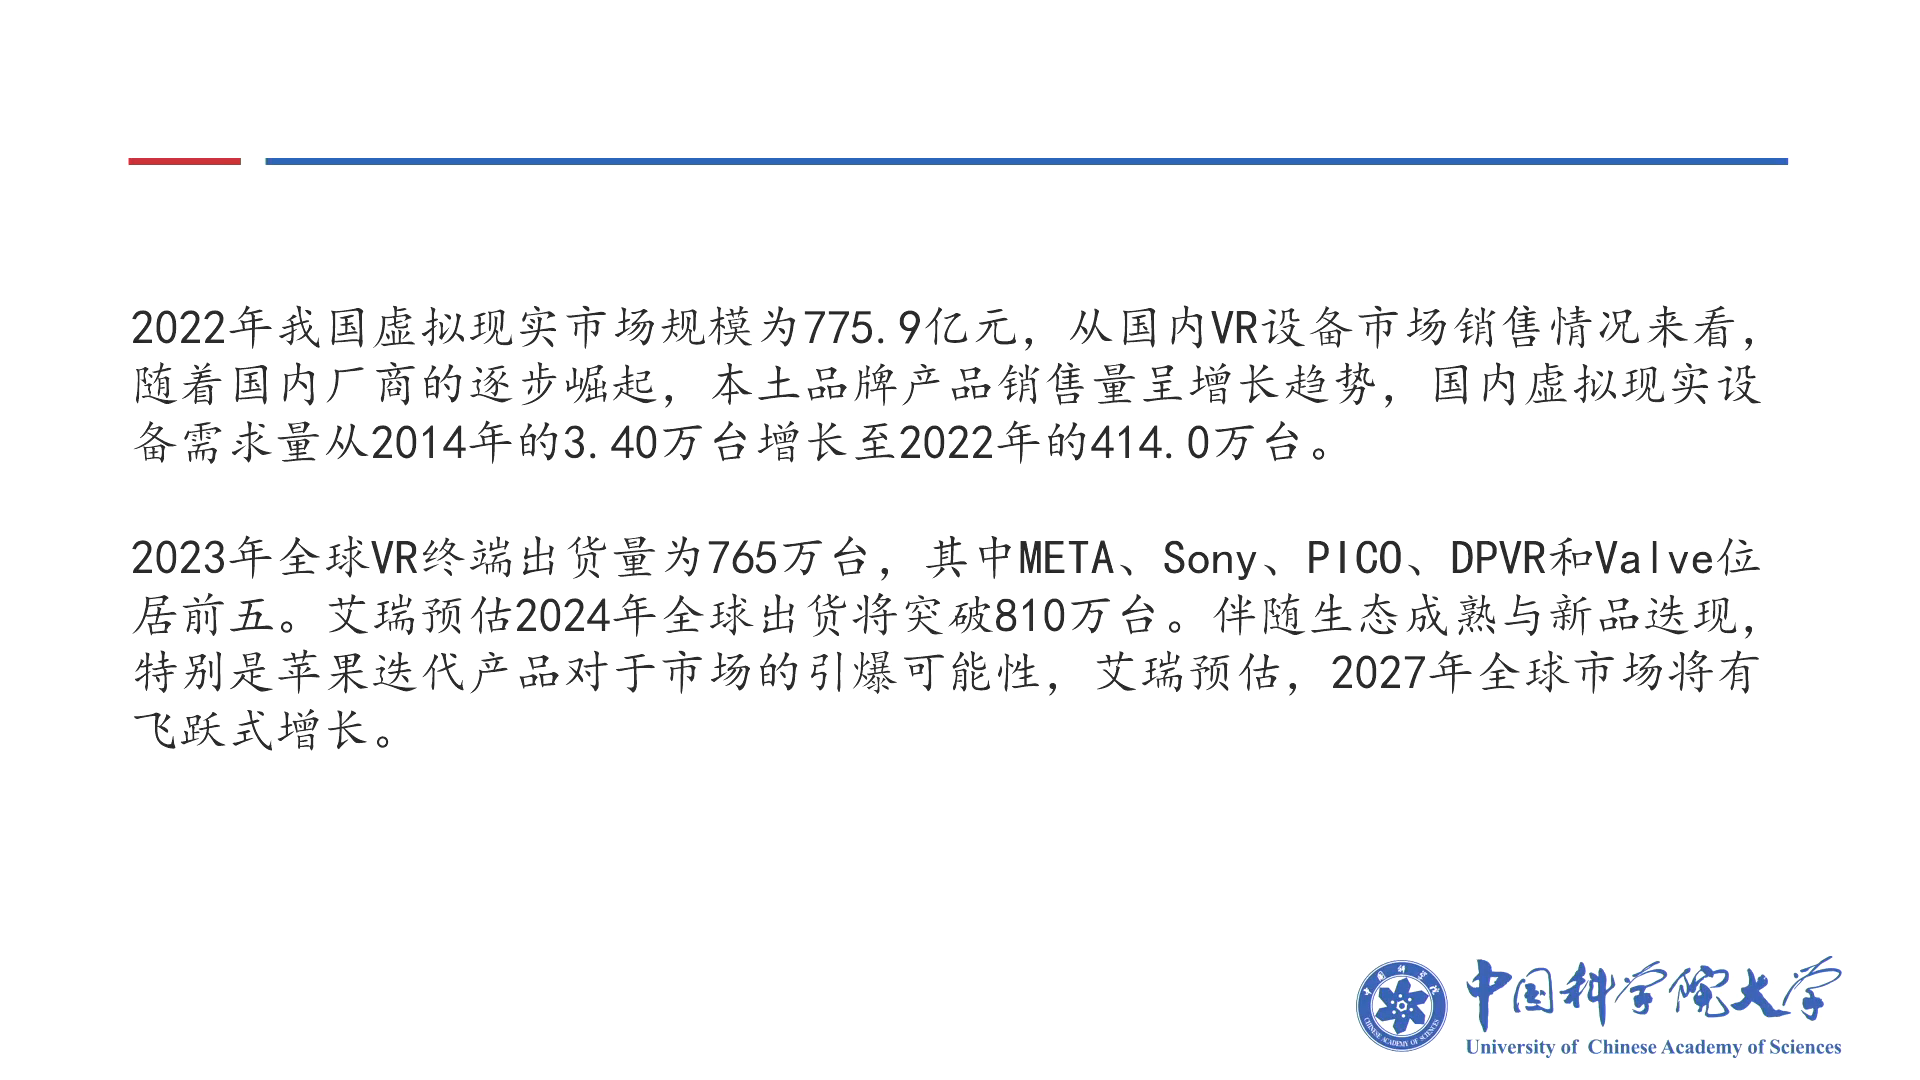 2022年我国虚拟现实市场规模为775.9亿元，从国内VR设备市场销售情况来看，
随着国内厂商的逐步崛起，本土品牌产品销售量呈增长趋势，国内虚拟现实设
备需求量从2014年的3.40万台增长至2022年的414.0万台。
2023年全球VR终端出货量为765万台，其中META、Sony、PICO、DPVR和Valve位
居前五。艾瑞预估2024年全球出货将突破810万台。伴随生态成熟与新品迭现，
特别是苹果迭代产品对于市场的引爆可能性，艾瑞预估，2027年全球市场将有
飞跃式增长。
中国科学院
CHINESE ACADEMY OF SCIENCES
中国科学院大学
University of Chinese Academy of Sciences